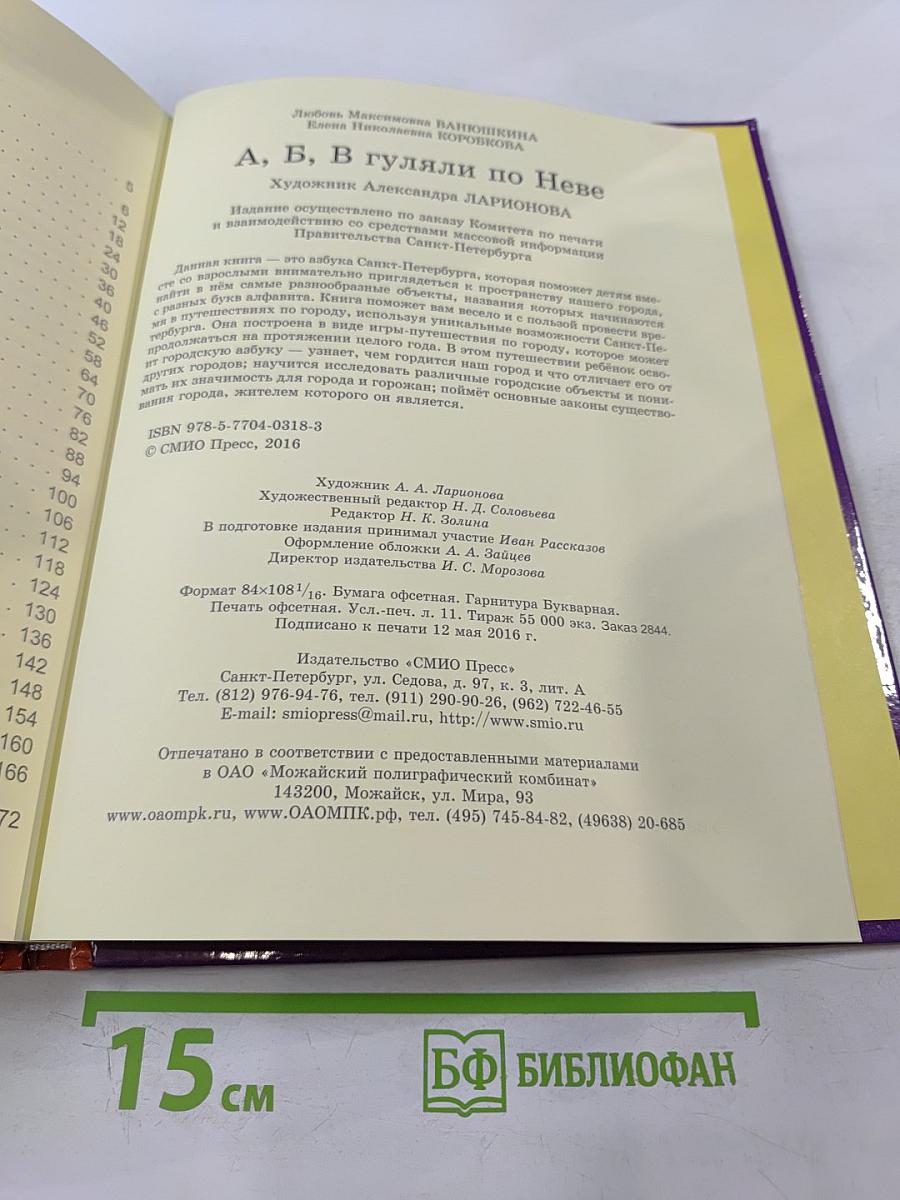 6
6
12
18
24
30
36
40
46
52
58
64
70
76
82
88
94
100
106
112
118
124
130
136
142
148
154
160
166
72
Любовь Максимовна ВАНЮШКИНА
Елена Николаевна КОРОБКОВА
А, Б, В гуляли по Неве
Художник Александра ЛАРИОНОВА
Издание осуществлено по заказу Комитета по печати
и взаимодействию со средствами массовой информации
Правительства Санкт-Петербурга
Данная книга — это азбука Санкт-Петербурга, которая поможет детям вме-
сте со взрослыми внимательно приглядеться к пространству нашего города,
найти в нём самые разнообразные объекты, названия которых начинаются
с разных букв алфавита. Книга поможет вам весело и с пользой провести вре-
мя в путешествиях по городу, используя уникальные возможности Санкт-Пе-
тербурга. Она построена в виде игры-путешествия по городу, которое может
продолжаться на протяжении целого года. В этом путешествии ребёнок осво-
ит городскую азбуку — узнает, чем гордится наш город и что отличает его от
других городов; научится исследовать различные городские объекты и пони-
мать их значимость для города и горожан; поймёт основные законы существо-
вания города, жителем которого он является.
ISBN 978-5-7704-0318-3
© СМИО Пресс, 2016
Художник А. А. Ларионова
Художественный редактор Н. Д. Соловьева
Редактор Н. К. Золина
В подготовке издания принимал участие Иван Рассказов
Оформление обложки А. А. Зайцев
Директор издательства И. С. Морозова
Формат 84×108 1/16. Бумага офсетная. Гарнитура Букварная.
Печать офсетная. Усл.-печ. л. 11. Тираж 55 000 экз. Заказ 2844.
Подписано к печати 12 мая 2016 г.
Издательство «СМИО Пресс»
Санкт-Петербург, ул. Седова, д. 97, к. 3, лит. А
Тел. (812) 976-94-76, тел. (911) 290-90-26, (962) 722-46-55
E-mail: smiopress@mail.ru, http://www.smio.ru
Отпечатано в соответствии с предоставленными материалами
в ОАО «Можайский полиграфический комбинат»
143200, Можайск, ул. Мира, 93
www.oaompk.ru, www.ОАОМПК.рф, тел. (495) 745-84-82, (49638) 20-685
15 см
БФ БИБЛИОФАН